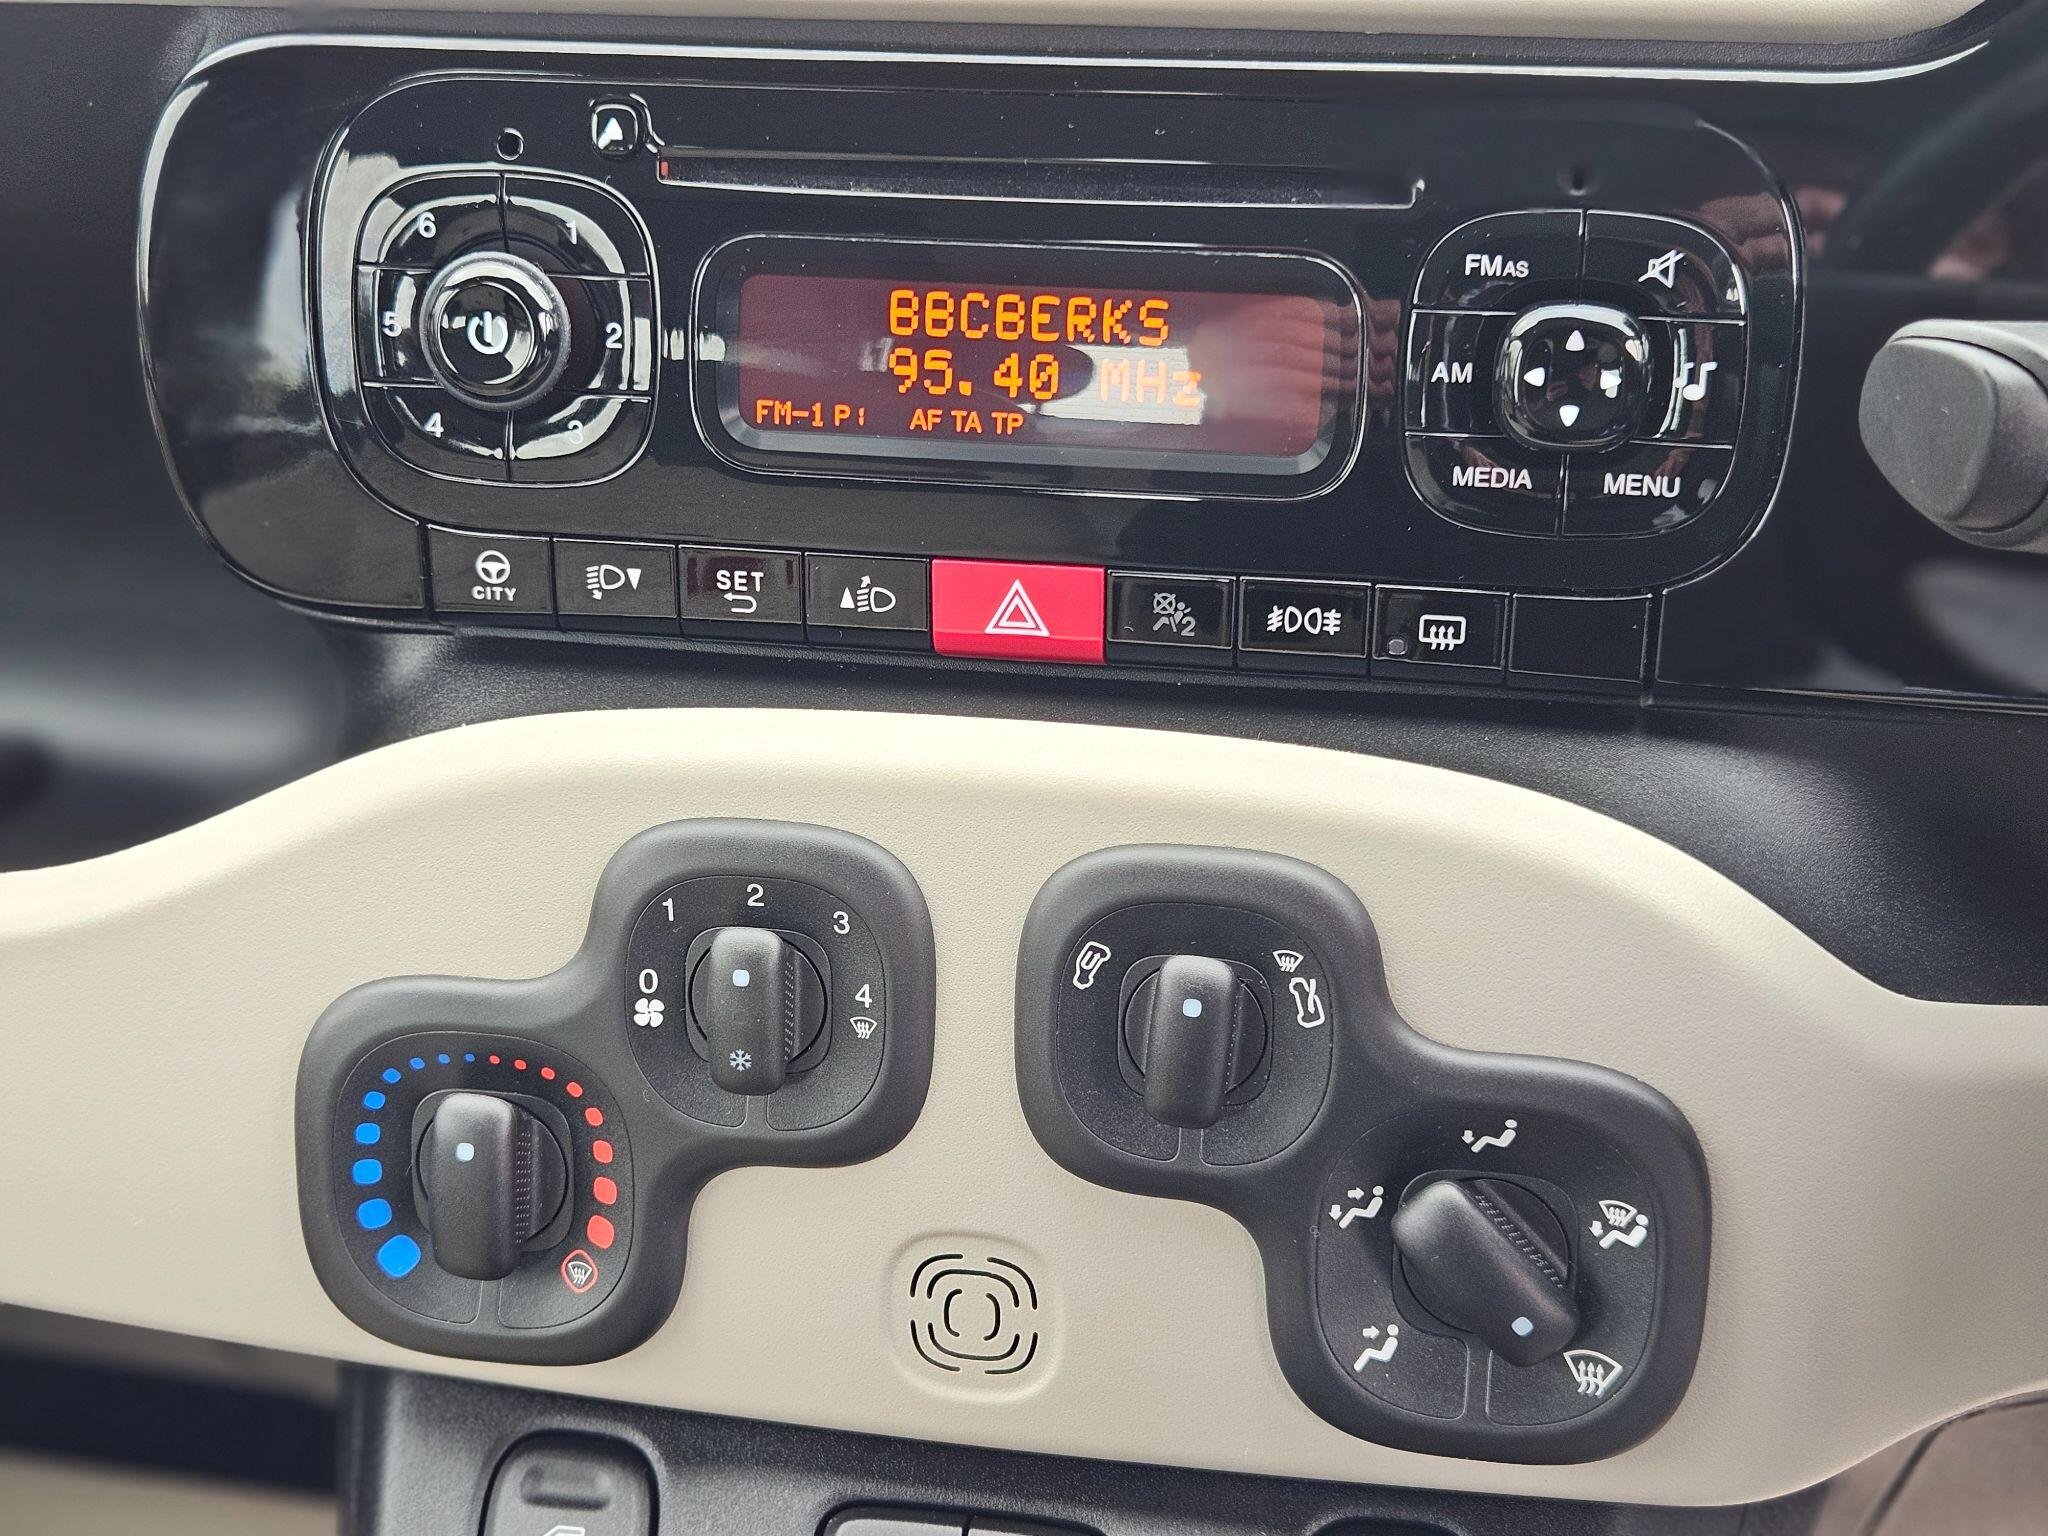 6 1
5 2
4 3
BBCBERKS
95.40 MHz
FM-1 P: AF TA TP
FMAS
AM
MEDIA MENU
CITY
SET
2
1 2 3
0 4